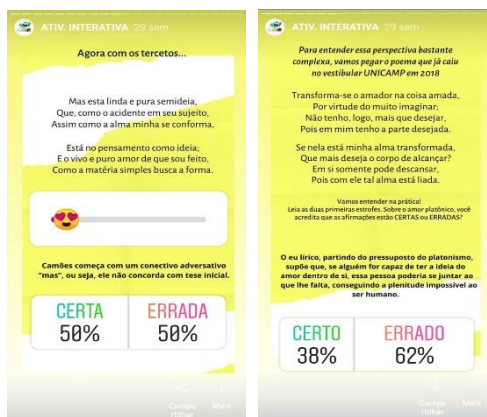 ATIV. INTERATIVA 29 sem
Agora com os tercetos...
Mas esta linda e pura semideia,
Que, como o acidente em seu sujeito,
Assim como a alma minha se conforma,
Está no pensamento como ideia;
E o vivo e puro amor de que sou feito,
Como a matéria simples busca a forma.
Camões começa com um conectivo adversativo
"mas", ou seja, ele não concorda com tese inicial.
CERTA
50%
ERRADA
50%
Compa
rtilhar
Mais
ATIV. INTERATIVA 29 sem
Para entender essa perspectiva bastante
complexa, vamos pegar o poema que já caiu
no vestibular UNICAMP em 2018
Transforma-se o amador na coisa amada,
Por virtude do muito imaginar;
Não tenho, logo, mais que desejar,
Pois em mim tenho a parte desejada.
Se nela está minha alma transformada,
Que mais deseja o corpo de alcançar?
Em si somente pode descansar,
Pois com ele tal alma está liada.
Vamos entender na prática!
Leia as duas primeiras estrofes. Sobre o amor platônico, você
acredita que as afirmações estão CERTAS ou ERRADAS?
O eu lírico, partindo do pressuposto do platonismo,
supõe que, se alguém for capaz de ter a ideia do
amor dentro de si, essa pessoa poderia se juntar ao
que lhe falta, conseguindo a plenitude impossível ao
ser humano.
CERTO
38%
ERRADO
62%
Compa
rtilhar
Mais